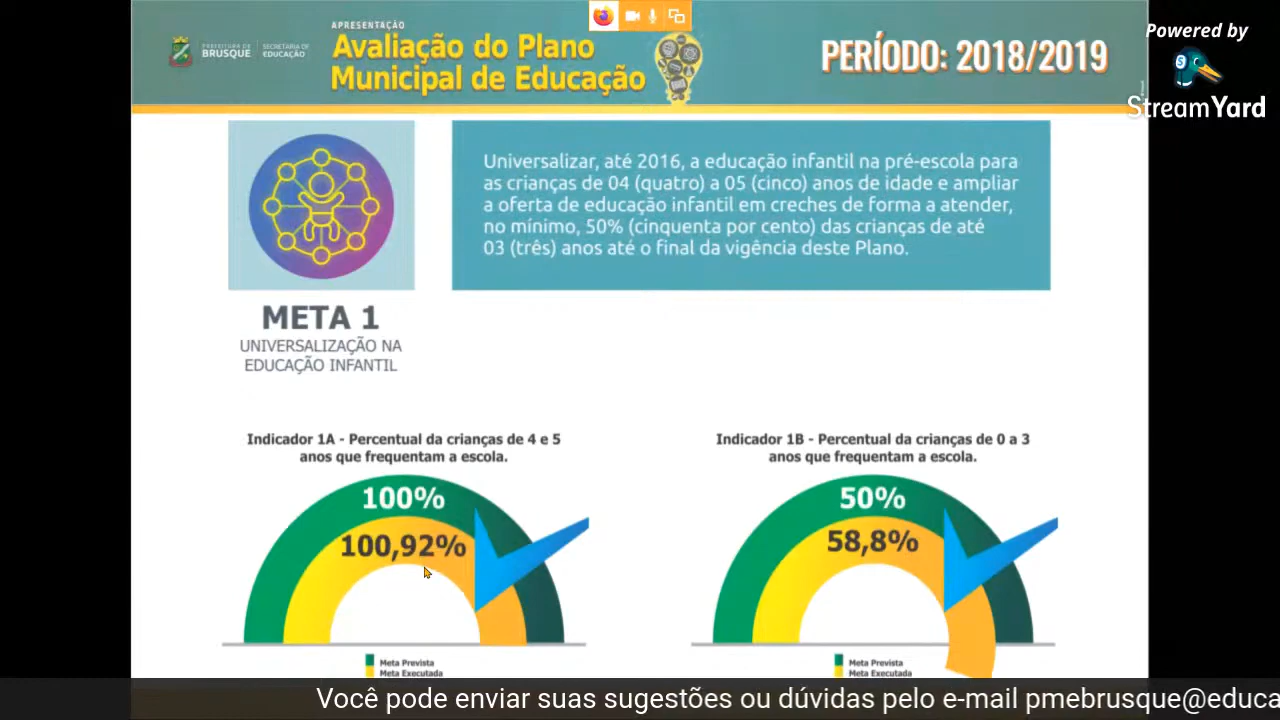 APRESENTAÇÃO
Avaliação do Plano
Municipal de Educação
PREFEITURA DE
BRUSQUE
SECRETARIA DE
EDUCAÇÃO
PERÍODO: 2018/2019
Powered by
StreamYard
Universalizar, até 2016, a educação infantil na pré-escola para
as crianças de 04 (quatro) a 05 (cinco) anos de idade e ampliar
a oferta de educação infantil em creches de forma a atender,
no mínimo, 50% (cinquenta por cento) das crianças de até
03 (três) anos até o final da vigência deste Plano.
META 1
UNIVERSALIZAÇÃO NA
EDUCAÇÃO INFANTIL
Indicador 1A - Percentual da crianças de 4 e 5
anos que frequentam a escola.
100%
100,92%
Meta Prevista
Meta Executada
Indicador 1B - Percentual da crianças de 0 a 3
anos que frequentam a escola.
50%
58,8%
Meta Prevista
Meta Executada
Você pode enviar suas sugestões ou dúvidas pelo e-mail pmebrusque@educa